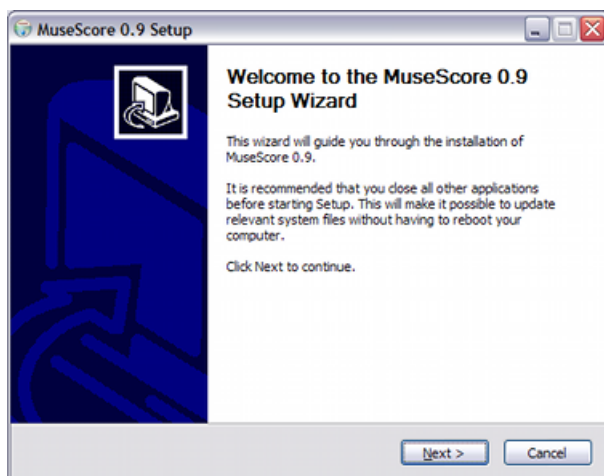 MuseScore 0.9 Setup
Welcome to the MuseScore 0.9
Setup Wizard
This wizard will guide you through the installation of
MuseScore 0.9.
It is recommended that you close all other applications
before starting Setup. This will make it possible to update
relevant system files without having to reboot your
computer.
Click Next to continue.
Next >
Cancel